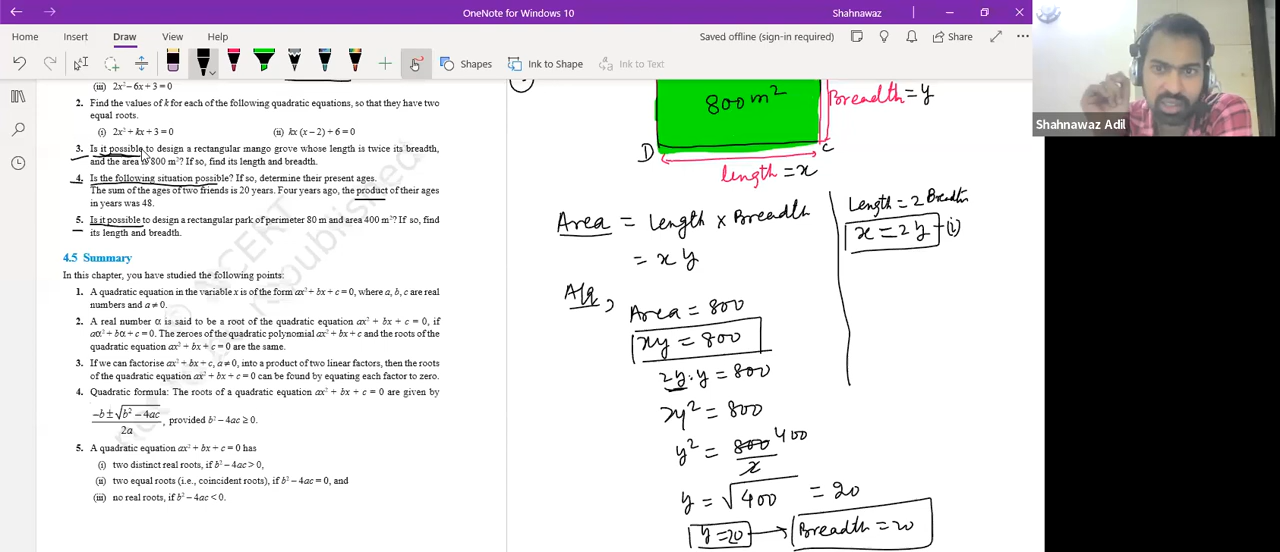 OneNote for Windows 10
Shahnawaz
Home
Insert
Draw
View
Saved offline (sign-in required)
Share
Shapes
Ink to Shape
Ink to Text
(iii) 2x² – 6x + 3 = 0
2. Find the values of k for each of the following quadratic equations, so that they have two
equal roots.
(i) 2x² + kx + 3 = 0 (ii) kx (x – 2) + 6 = 0
3. Is it possible to design a rectangular mango grove whose length is twice its breadth,
and the area is 800 m²? If so, find its length and breadth.
4. Is the following situation possible? If so, determine their present ages.
The sum of the ages of two friends is 20 years. Four years ago, the product of their ages
in years was 48.
5. Is it possible to design a rectangular park of perimeter 80 m and area 400 m²? If so, find
its length and breadth.
4.5 Summary
In this chapter, you have studied the following points:
1. A quadratic equation in the variable x is of the form ax² + bx + c = 0, where a, b, c are real
numbers and a ≠ 0.
2. A real number α is said to be a root of the quadratic equation ax² + bx + c = 0, if
aα² + bα + c = 0. The zeroes of the quadratic polynomial ax² + bx + c and the roots of the
quadratic equation ax² + bx + c = 0 are the same.
3. If we can factorise ax² + bx + c, a ≠ 0, into a product of two linear factors, then the roots
of the quadratic equation ax² + bx + c = 0 can be found by equating each factor to zero.
4. Quadratic formula: The roots of a quadratic equation ax² + bx + c = 0 are given by
(–b ± √(b² – 4ac))/2a, provided b² – 4ac ≥ 0.
5. A quadratic equation ax² + bx + c = 0 has
(i) two distinct real roots, if b² – 4ac > 0,
(ii) two equal roots (i.e., coincident roots), if b² – 4ac = 0, and
(iii) no real roots, if b² – 4ac < 0.
© NCERT
not to be republished
800 m²
Breadth = y
D
C
length = x
Area = Length x Breadth
= x y
A/q,
Area = 800
xy = 800
2y . y = 800
2y² = 800
y² = 800/2 400
y = √400 = 20
y = 20 → Breadth = 20
Length = 2 Breadth
x = 2y – (i)
Shahnawaz Adil